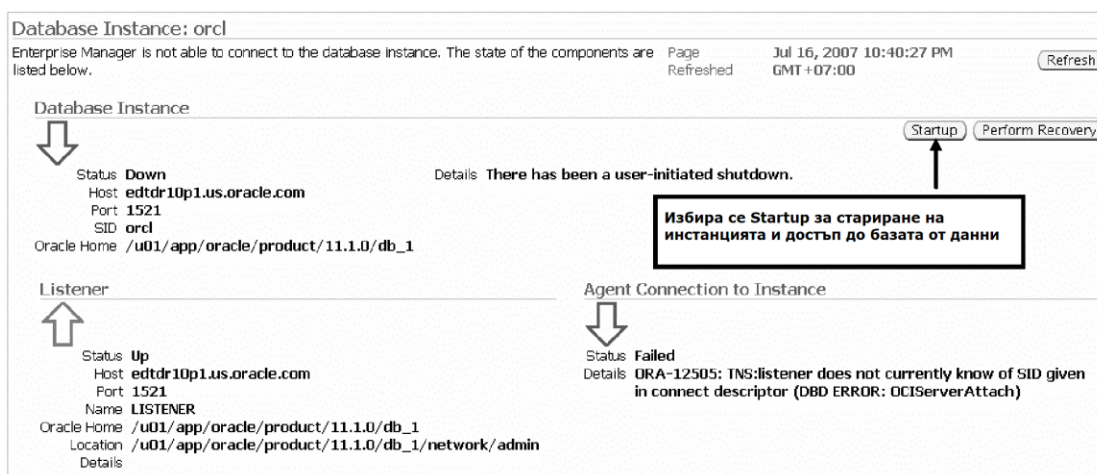 Database Instance: orcl
Enterprise Manager is not able to connect to the database instance. The state of the components are
listed below.
Page
Refreshed
Jul 16, 2007 10:40:27 PM
GMT+07:00
Refresh
Database Instance
Startup
Perform Recovery
Status Down
Host edtdr10p1.us.oracle.com
Port 1521
SID orcl
Oracle Home /u01/app/oracle/product/11.1.0/db_1
Details There has been a user-initiated shutdown.
Избира се Startup за стариране на
инстанцията и достъп до базата от данни
Listener
Status Up
Host edtdr10p1.us.oracle.com
Port 1521
Name LISTENER
Oracle Home /u01/app/oracle/product/11.1.0/db_1
Location /u01/app/oracle/product/11.1.0/db_1/network/admin
Details
Agent Connection to Instance
Status Failed
Details ORA-12505: TNS:listener does not currently know of SID given
in connect descriptor (DBD ERROR: OCIServerAttach)